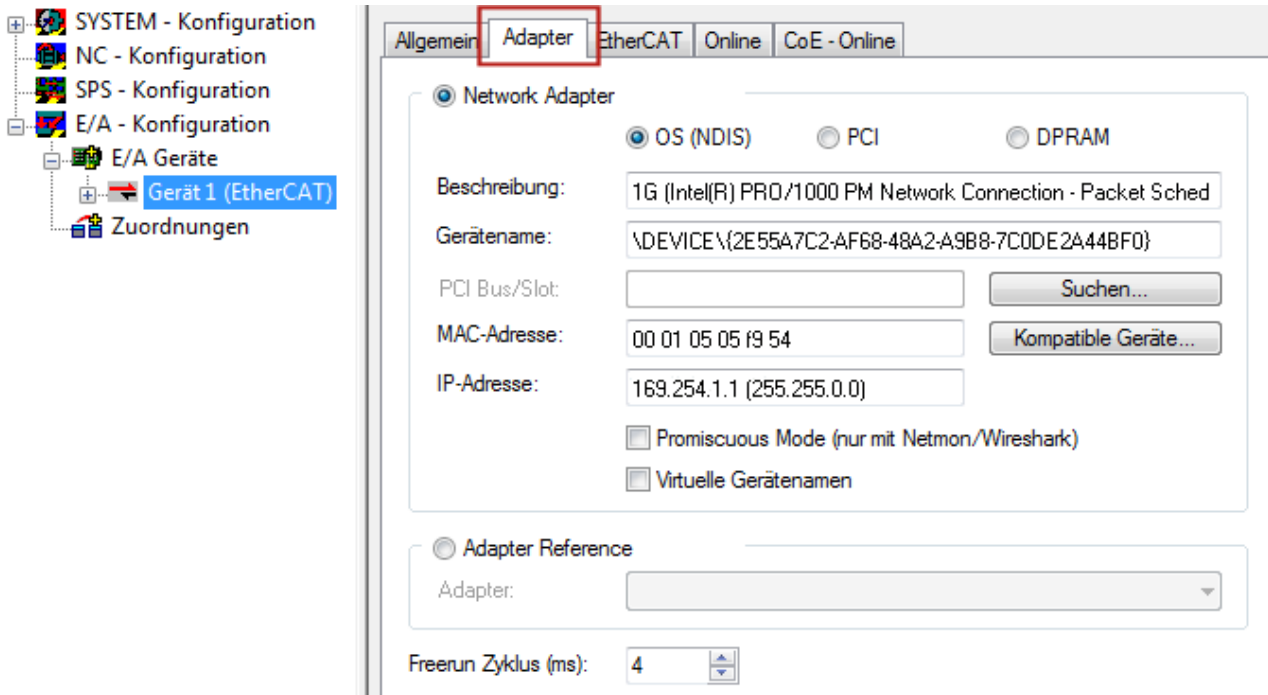 SYSTEM - Konfiguration
NC - Konfiguration
SPS - Konfiguration
E/A - Konfiguration
E/A Geräte
Gerät 1 (EtherCAT)
Zuordnungen
Allgemein Adapter EtherCAT Online CoE - Online
Network Adapter
OS (NDIS) PCI DPRAM
Beschreibung: 1G (Intel(R) PRO/1000 PM Network Connection - Packet Sched
Gerätename: \DEVICE\{2E55A7C2-AF68-48A2-A9B8-7C0DE2A44BF0}
PCI Bus/Slot: Suchen...
MAC-Adresse: 00 01 05 05 f9 54 Kompatible Geräte...
IP-Adresse: 169.254.1.1 (255.255.0.0)
Promiscuous Mode (nur mit Netmon/Wireshark)
Virtuelle Gerätenamen
Adapter Reference
Adapter:
Freerun Zyklus (ms): 4